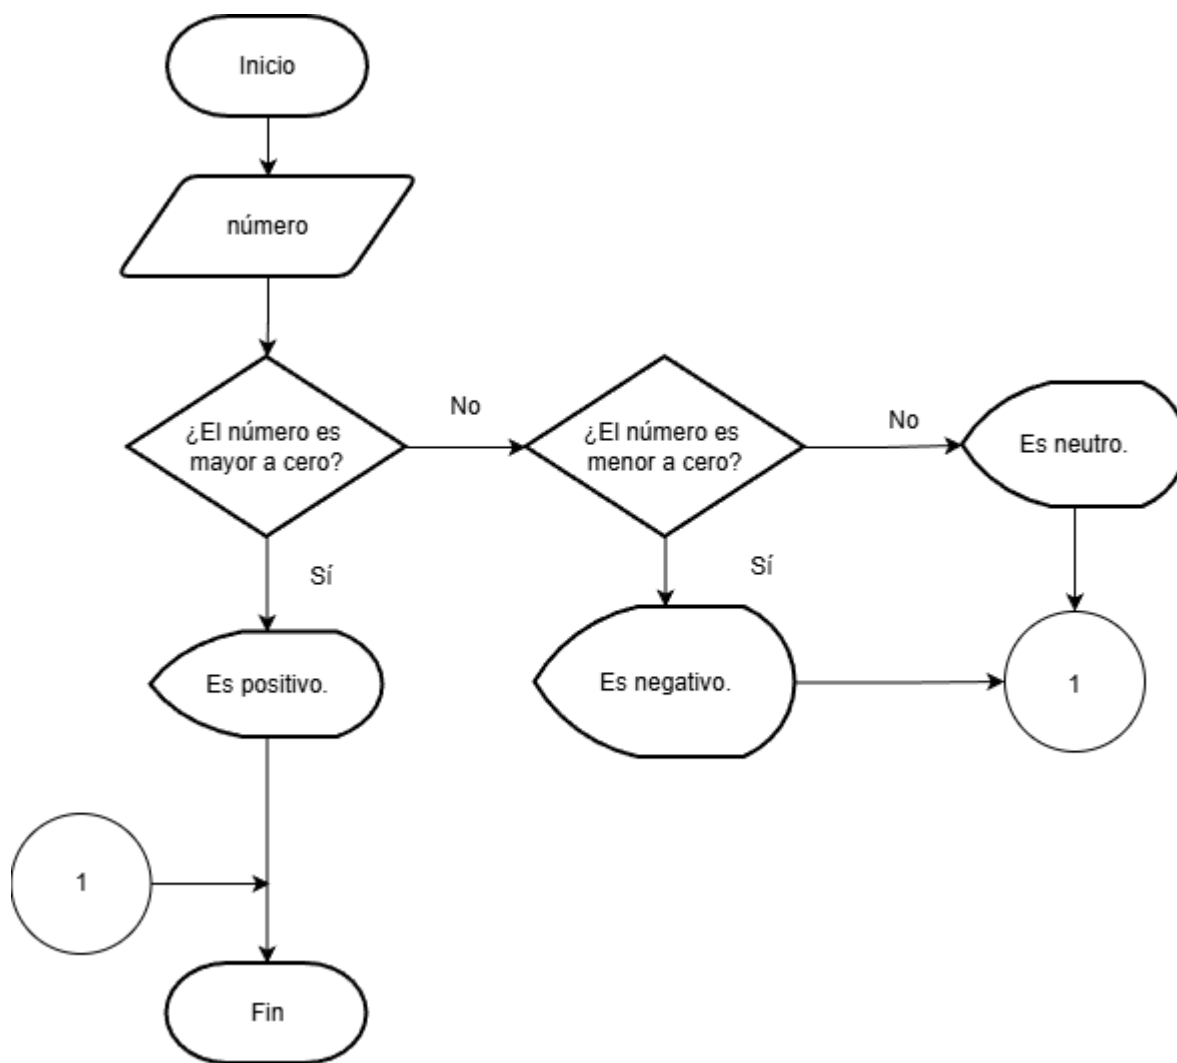 Inicio
número
¿El número es
mayor a cero?
No
¿El número es
menor a cero?
No
Es neutro.
Sí
Sí
Es positivo.
Es negativo.
1
1
Fin